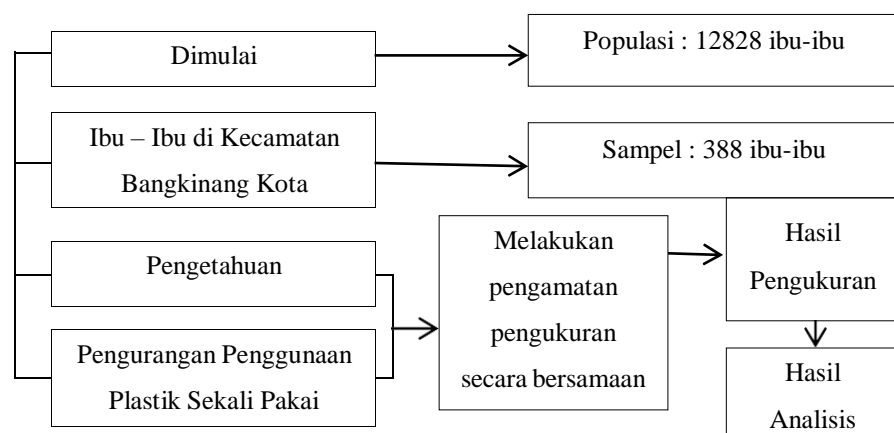 Dimulai
Populasi : 12828 ibu-ibu
Ibu – Ibu di Kecamatan
Bangkinang Kota
Sampel : 388 ibu-ibu
Pengetahuan
Pengurangan Penggunaan
Plastik Sekali Pakai
Melakukan
pengamatan
pengukuran
secara bersamaan
Hasil
Pengukuran
Hasil
Analisis